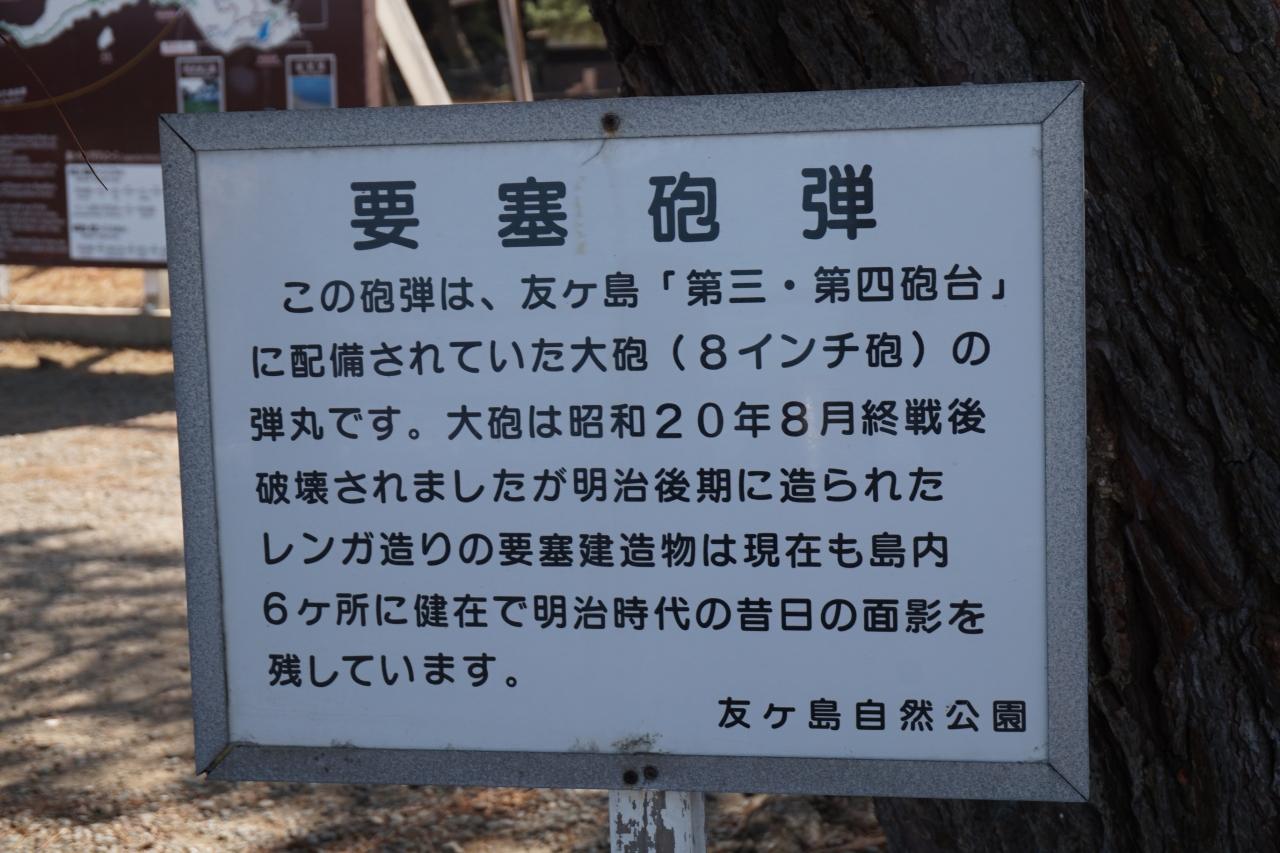 要塞砲弾
この砲弾は、友ヶ島「第三・第四砲台」
に配備されていた大砲(8インチ砲)の
弾丸です。大砲は昭和20年8月終戦後
破壊されましたが明治後期に造られた
レンガ造りの要塞建造物は現在も島内
6ヶ所に健在で明治時代の昔日の面影を
残しています。
友ヶ島自然公園